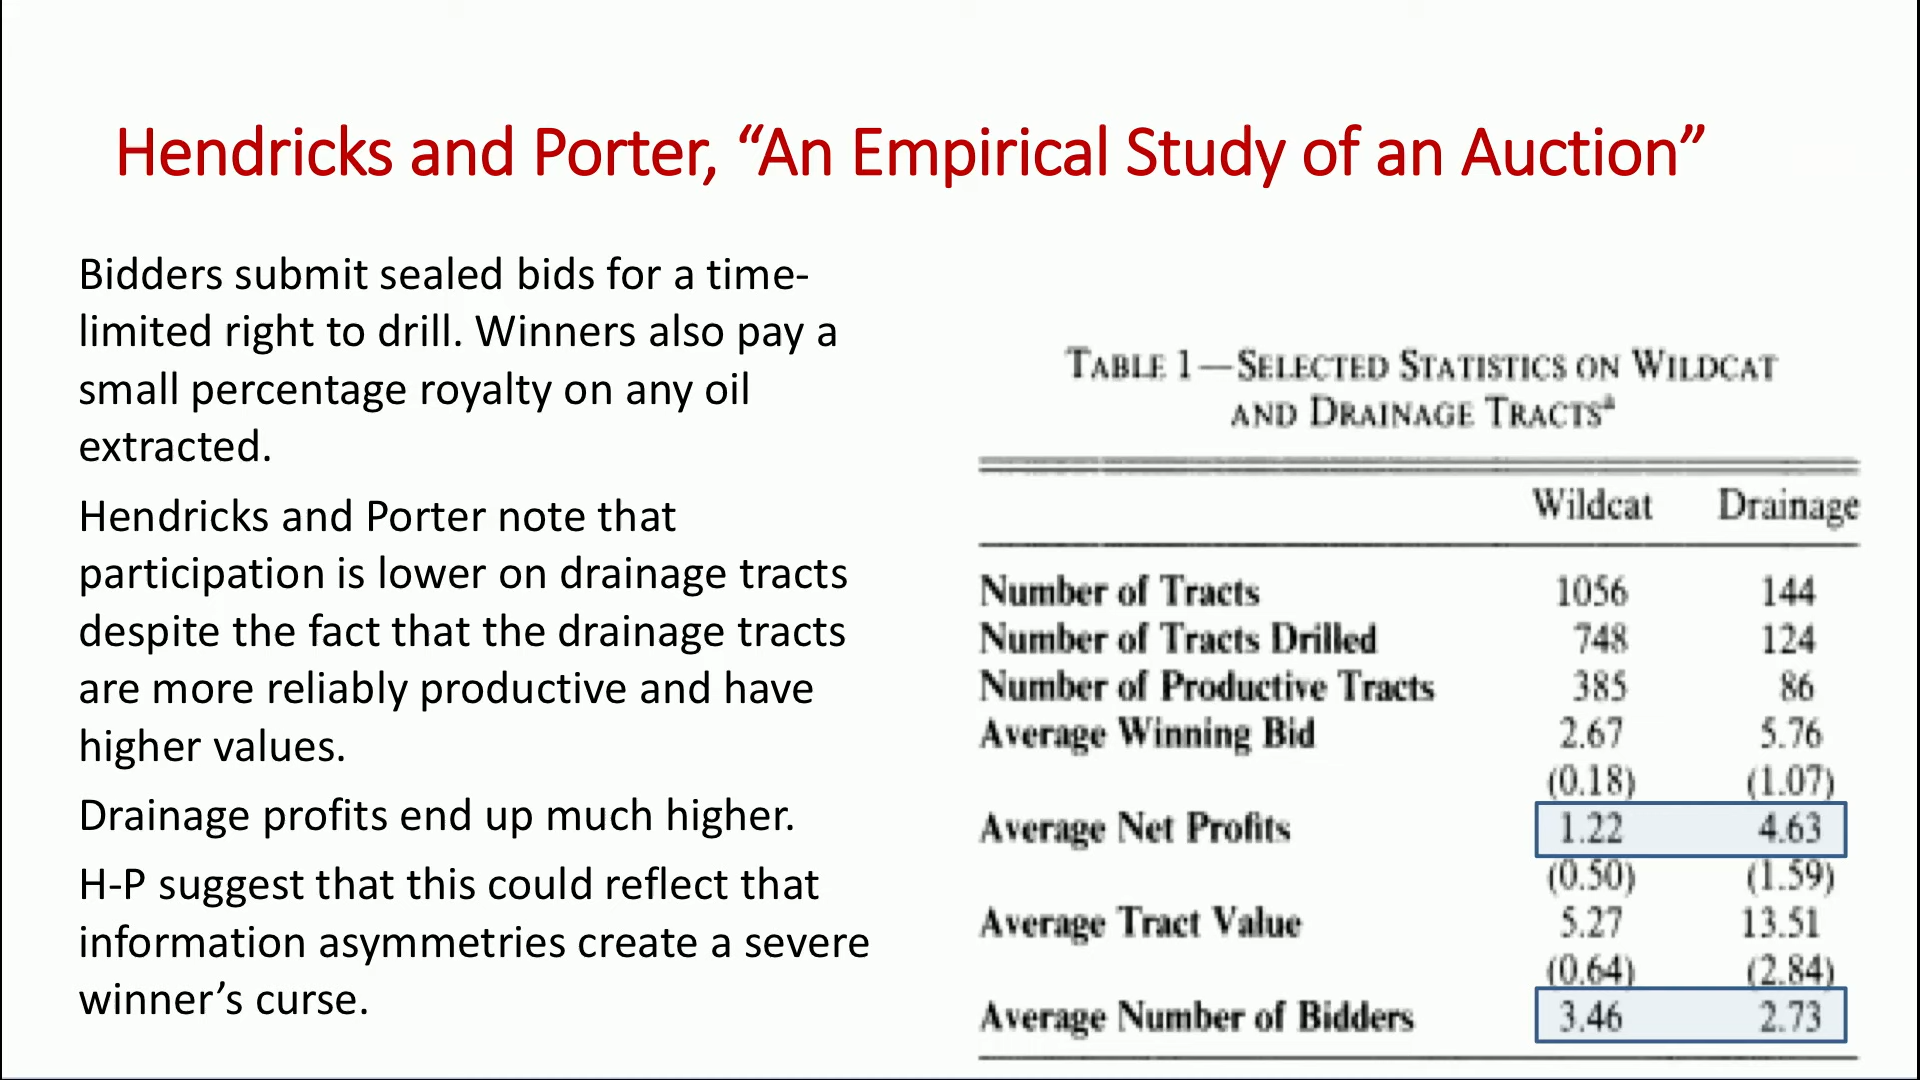 Hendricks and Porter, “An Empirical Study of an Auction”
Bidders submit sealed bids for a time-
limited right to drill. Winners also pay a
small percentage royalty on any oil
extracted.
Hendricks and Porter note that
participation is lower on drainage tracts
despite the fact that the drainage tracts
are more reliably productive and have
higher values.
Drainage profits end up much higher.
H-P suggest that this could reflect that
information asymmetries create a severe
winner’s curse.
TABLE 1—SELECTED STATISTICS ON WILDCAT
AND DRAINAGE TRACTSᵃ
Wildcat Drainage
Number of Tracts 1056 144
Number of Tracts Drilled 748 124
Number of Productive Tracts 385 86
Average Winning Bid 2.67 5.76
(0.18) (1.07)
Average Net Profits 1.22 4.63
(0.50) (1.59)
Average Tract Value 5.27 13.51
(0.64) (2.84)
Average Number of Bidders 3.46 2.73